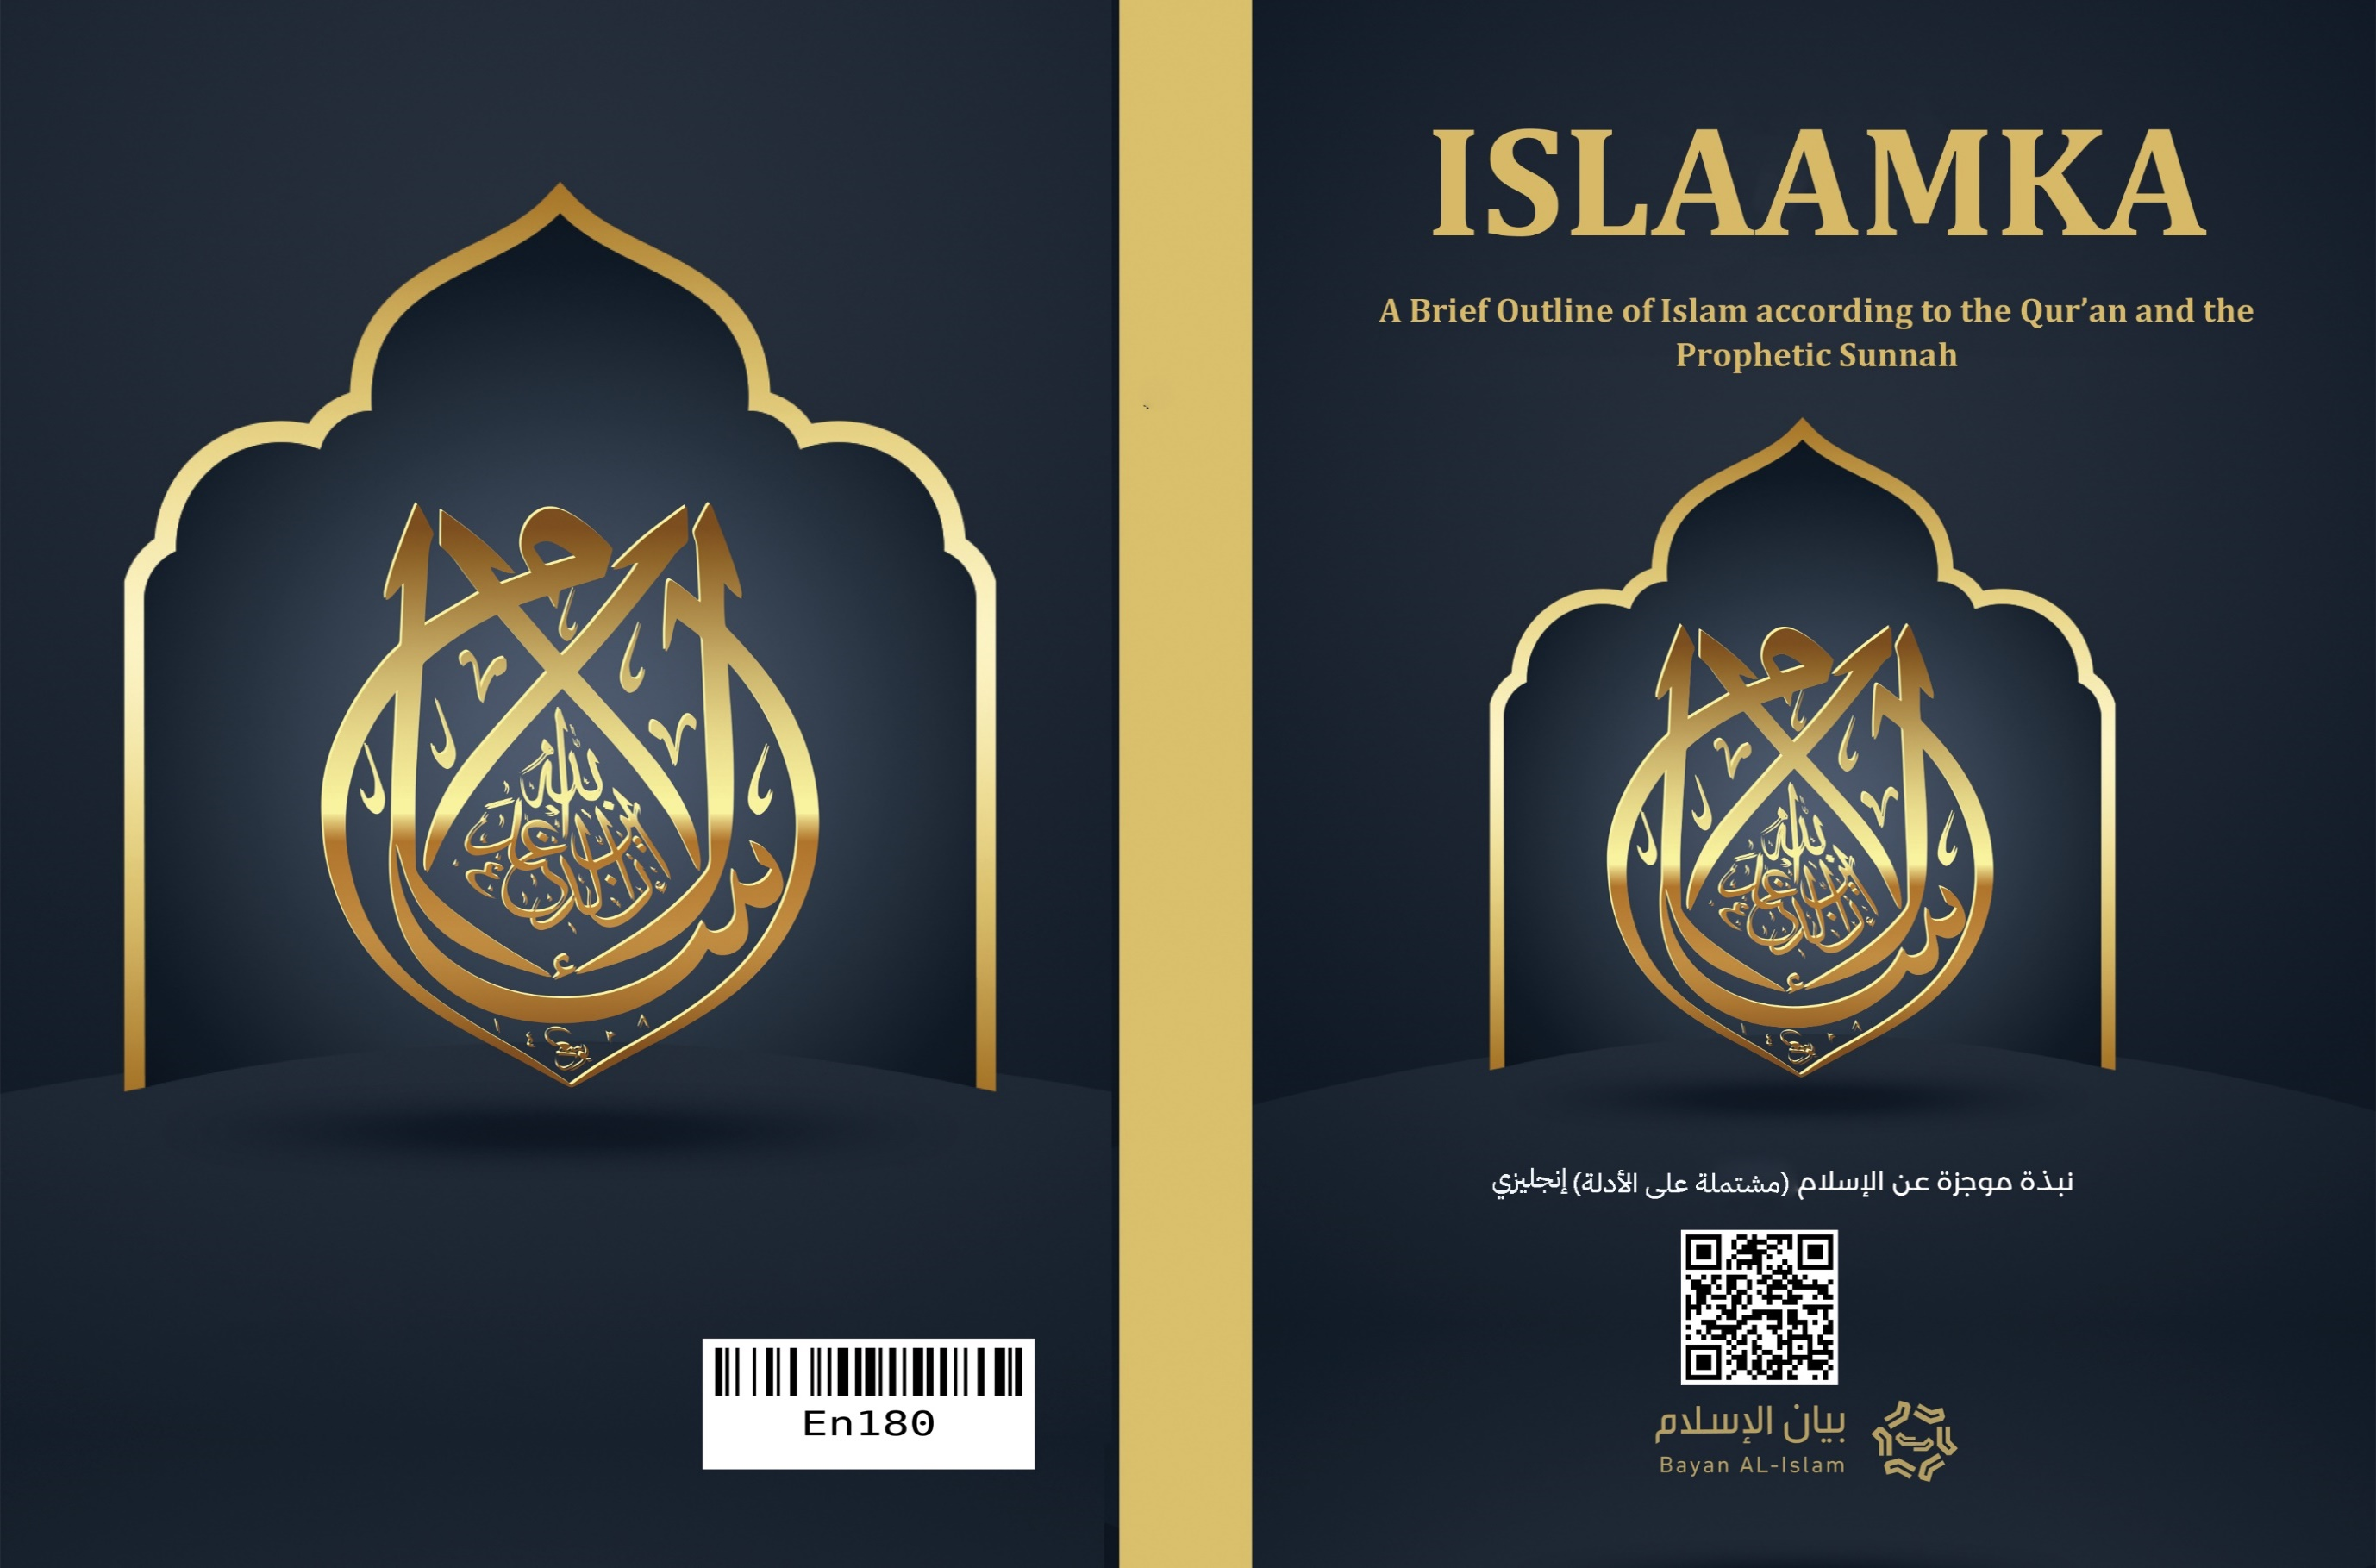 ISLAAMKA
A Brief Outline of Islam according to the Qur’an and the
Prophetic Sunnah
نبذة موجزة عن الإسلام (مشتملة على الأدلة) إنجليزي
بيان الإسلام
Bayan AL-Islam
En180